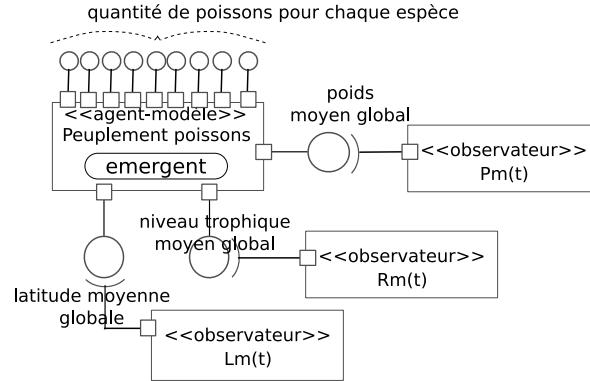 quantité de poissons pour chaque espèce
<<agent-modèle>>
Peuplement poissons
emergent
poids
moyen global
<<observateur>>
Pm(t)
niveau trophique
moyen global
<<observateur>>
Rm(t)
latitude moyenne
globale
<<observateur>>
Lm(t)